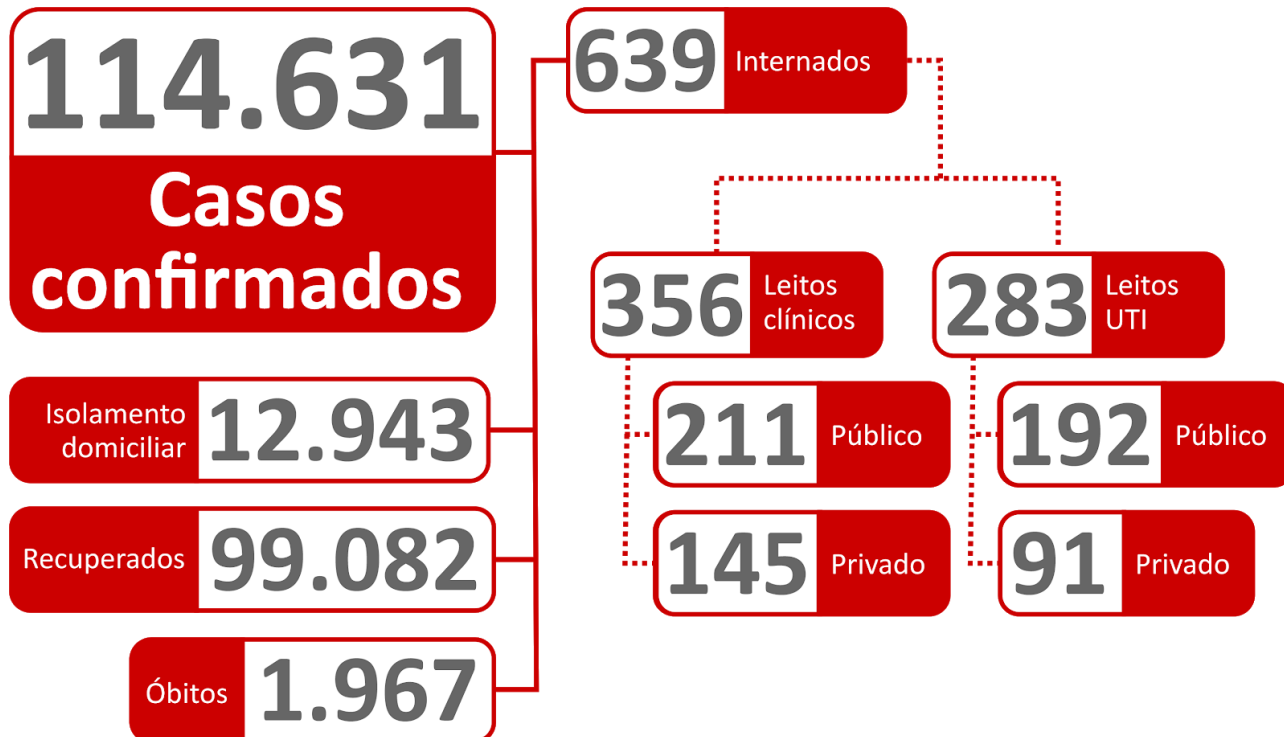 114.631
Casos
confirmados
Isolamento
domiciliar
12.943
Recuperados
99.082
Óbitos
1.967
639
Internados
356
Leitos
clínicos
211
Público
145
Privado
283
Leitos
UTI
192
Público
91
Privado